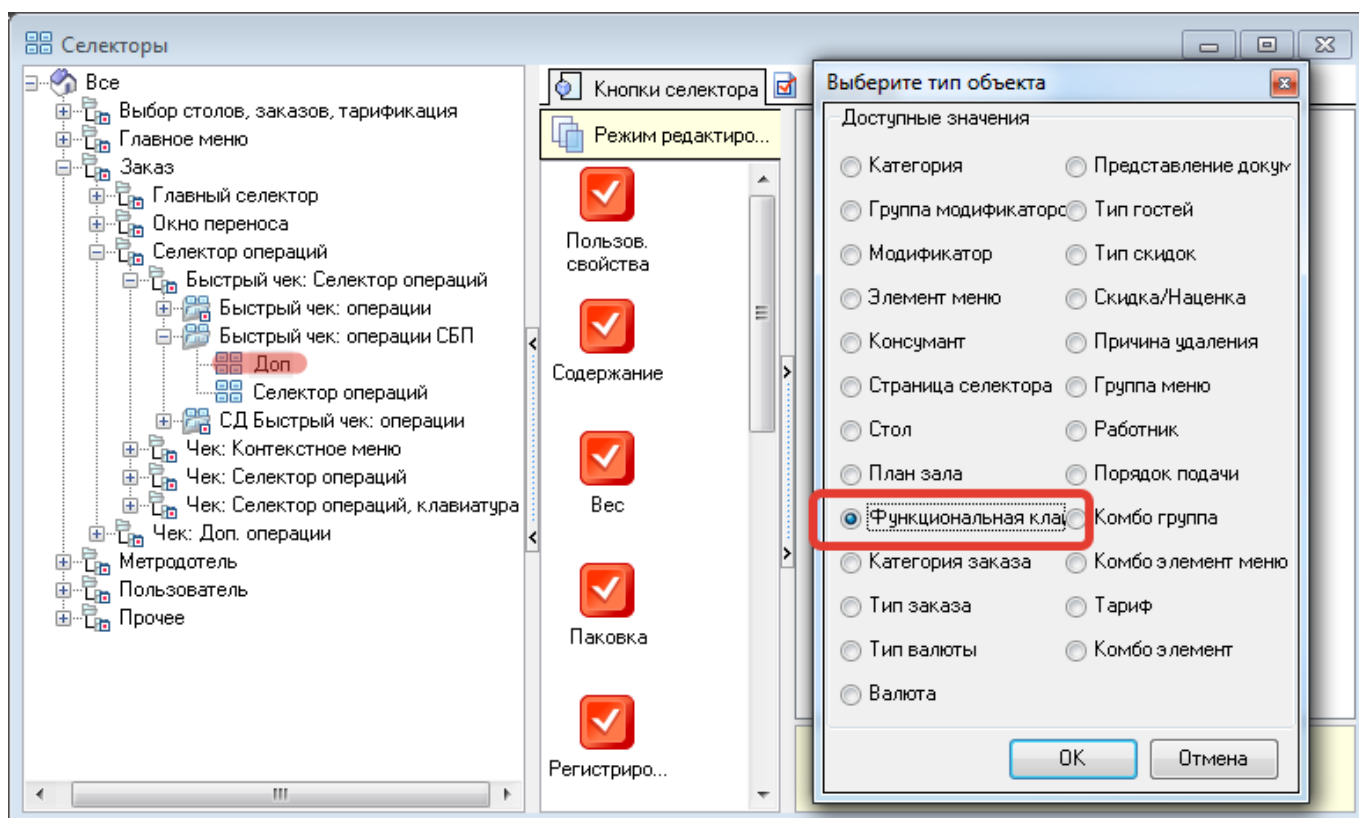 Селекторы
Все
Выбор столов, заказов, тарификация
Главное меню
Заказ
Главный селектор
Окно переноса
Селектор операций
Быстрый чек: Селектор операций
Быстрый чек: операции
Быстрый чек: операции СБП
Доп
Селектор операций
СД Быстрый чек: операции
Чек: Контекстное меню
Чек: Селектор операций
Чек: Селектор операций, клавиатура
Чек: Доп. операции
Метродотель
Пользователь
Прочее
Кнопки селектора
Режим редактиро...
Пользов.
свойства
Содержание
Вес
Паковка
Регистриро...
Выберите тип объекта
Доступные значения
Категория
Группа модификаторо
Модификатор
Элемент меню
Консумант
Страница селектора
Стол
План зала
Функциональная кла
Категория заказа
Тип заказа
Тип валюты
Валюта
Представление докум
Тип гостей
Тип скидок
Скидка/Наценка
Причина удаления
Группа меню
Работник
Порядок подачи
Комбо группа
Комбо элемент меню
Тариф
Комбо элемент
ОК
Отмена